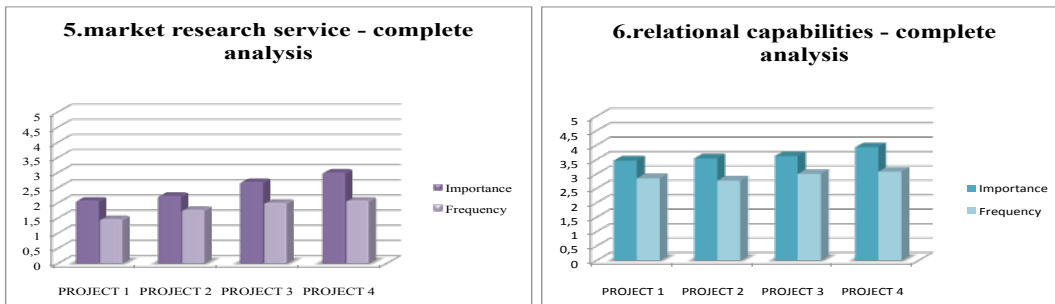 5.market research service - complete
analysis
5
4,5
4
3,5
3
2,5
2
1,5
1
0,5
0
PROJECT 1 PROJECT 2 PROJECT 3 PROJECT 4
Importance
Frequency
6.relational capabilities - complete
analysis
5
4,5
4
3,5
3
2,5
2
1,5
1
0,5
0
PROJECT 1 PROJECT 2 PROJECT 3 PROJECT 4
Importance
Frequency